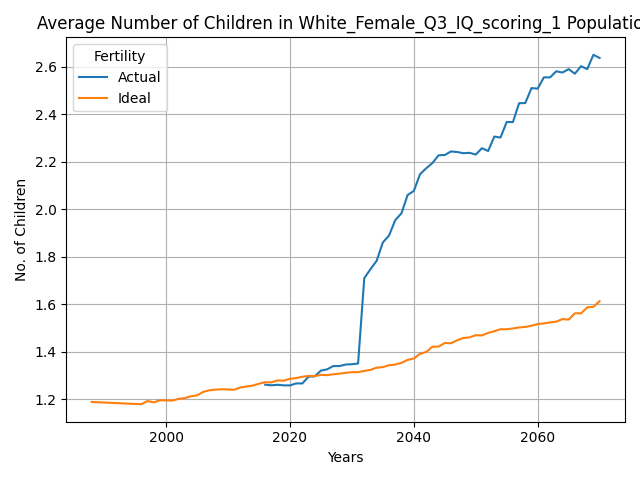 Average Number of Children in White_Female_Q3_IQ_scoring_1 Populatio
Fertility
Actual
Ideal
No. of Children
2.6
2.4
2.2
2.0
1.8
1.6
1.4
1.2
2000
2020
2040
2060
Years